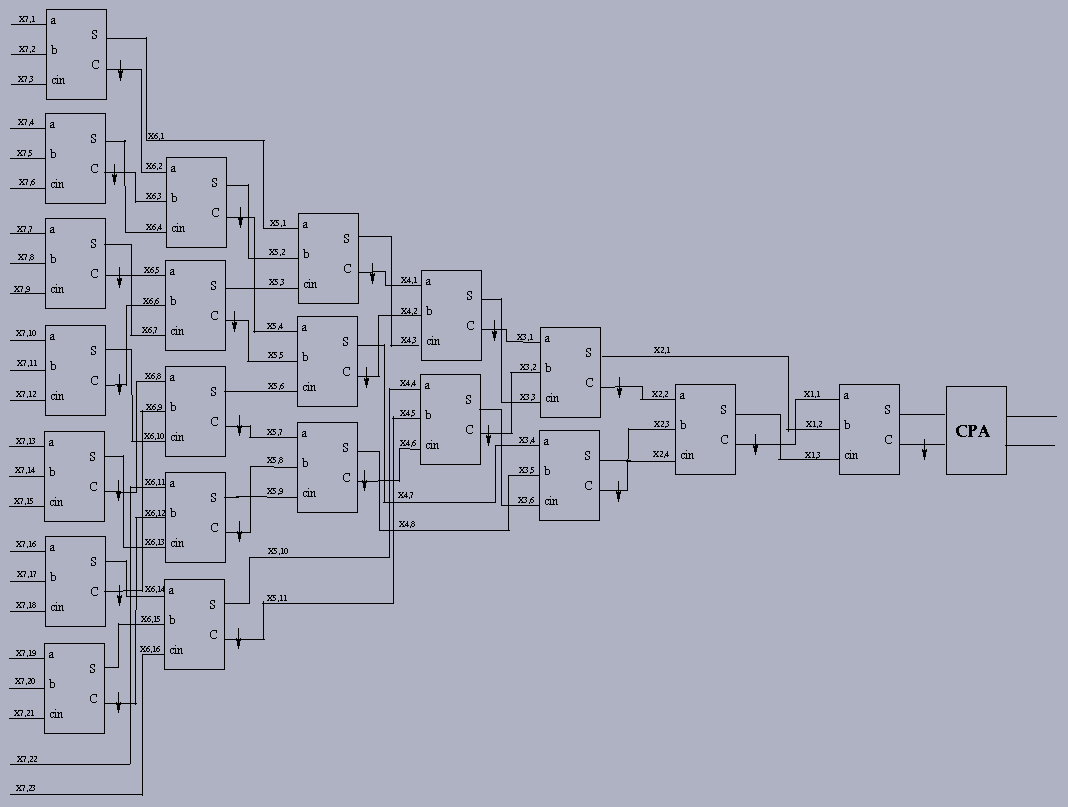 X7,1
X7,2
X7,3
a
b
cin
S
C
X7,4
X7,5
X7,6
a
b
cin
S
C
X7,7
X7,8
X7,9
a
b
cin
S
C
X7,10
X7,11
X7,12
a
b
cin
S
C
X7,13
X7,14
X7,15
a
b
cin
S
C
X7,16
X7,17
X7,18
a
b
cin
S
C
X7,19
X7,20
X7,21
a
b
cin
S
C
X7,22
X7,23
X6,1
X6,2
X6,3
X6,4
a
b
cin
S
C
X6,5
X6,6
X6,7
a
b
cin
S
C
X6,8
X6,9
X6,10
a
b
cin
S
C
X6,11
X6,12
X6,13
a
b
cin
S
C
X6,14
X6,15
X6,16
a
b
cin
S
C
X5,1
X5,2
X5,3
a
b
cin
S
C
X5,4
X5,5
X5,6
a
b
cin
S
C
X5,7
X5,8
X5,9
a
b
cin
S
C
X5,10
X5,11
X4,1
X4,2
X4,3
a
b
cin
S
C
X4,4
X4,5
X4,6
a
b
cin
S
C
X4,7
X4,8
X3,1
X3,2
X3,3
a
b
cin
S
C
X3,4
X3,5
X3,6
a
b
cin
S
C
X2,1
X2,2
X2,3
X2,4
a
b
cin
S
C
X1,1
X1,2
X1,3
a
b
cin
S
C
CPA